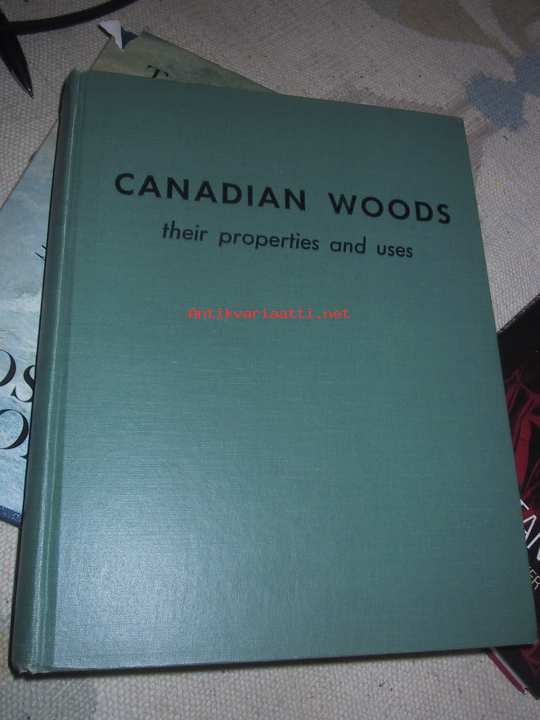 CANADIAN WOODS
their properties and uses
Antikvariaatti.net